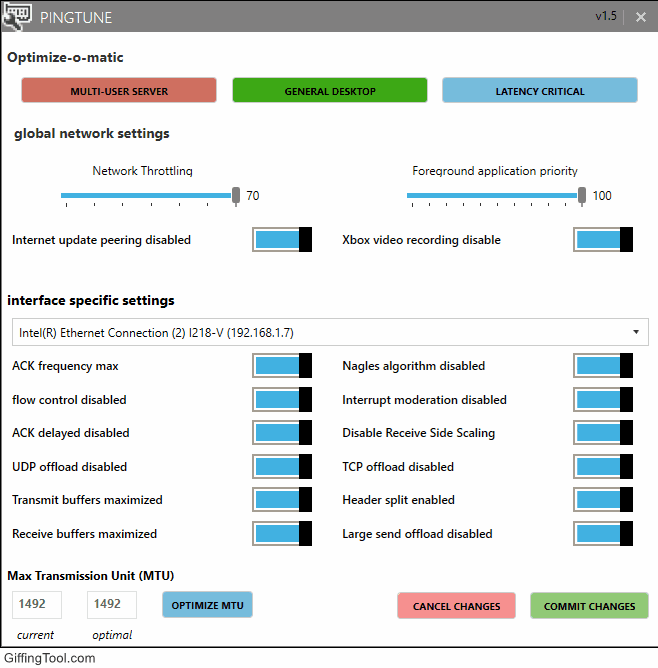 PINGTUNE v1.5
Optimize-o-matic
MULTI-USER SERVER GENERAL DESKTOP LATENCY CRITICAL
global network settings
Network Throttling Foreground application priority
70 100
Internet update peering disabled Xbox video recording disable
interface specific settings
Intel(R) Ethernet Connection (2) I218-V (192.168.1.7)
ACK frequency max Nagles algorithm disabled
flow control disabled Interrupt moderation disabled
ACK delayed disabled Disable Receive Side Scaling
UDP offload disabled TCP offload disabled
Transmit buffers maximized Header split enabled
Receive buffers maximized Large send offload disabled
Max Transmission Unit (MTU)
1492 1492 OPTIMIZE MTU CANCEL CHANGES COMMIT CHANGES
current optimal
GiffingTool.com